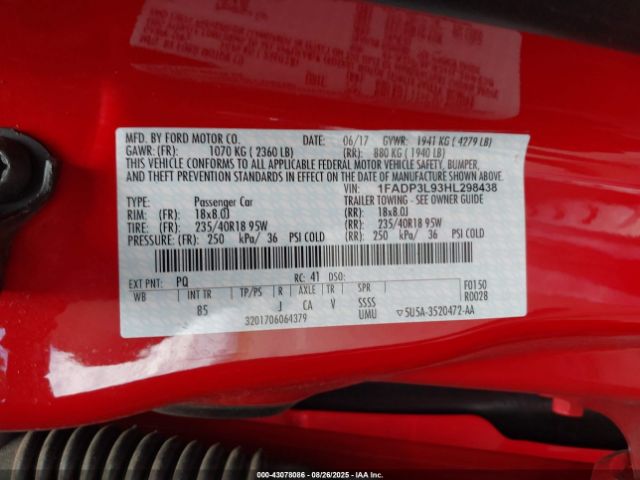 MFD. BY FORD MOTOR CO. DATE: 06/17 GVWR: 1941 KG ( 4279 LB)
GAWR: (FR): 1070 KG ( 2360 LB) (RR): 880 KG ( 1940 LB)
THIS VEHICLE CONFORMS TO ALL APPLICABLE FEDERAL MOTOR VEHICLE SAFETY, BUMPER,
AND THEFT PREVENTION STANDARDS IN EFFECT ON THE DATE OF MANUFACTURE SHOWN ABOVE.
VIN: 1FADP3L93HL298438
TYPE: Passenger Car TRAILER TOWING - SEE OWNER GUIDE
RIM: (FR): 18x8.0J (RR): 18x8.0J
TIRE: (FR): 235/40R18 95W (RR): 235/40R18 95W
PRESSURE: (FR): 250 kPa/ 36 PSI COLD (RR): 250 kPa/ 36 PSI COLD
EXT PNT: PQ RC: 41 DSO: F0150
WB INT TR TP/PS R AXLE TR SPR R0028
85 J CA V SSSS
3201706064379 UMU ▽5U5A-3520472-AA
000-43078086 - 08/26/2025 - IAAI COPYRIGHT